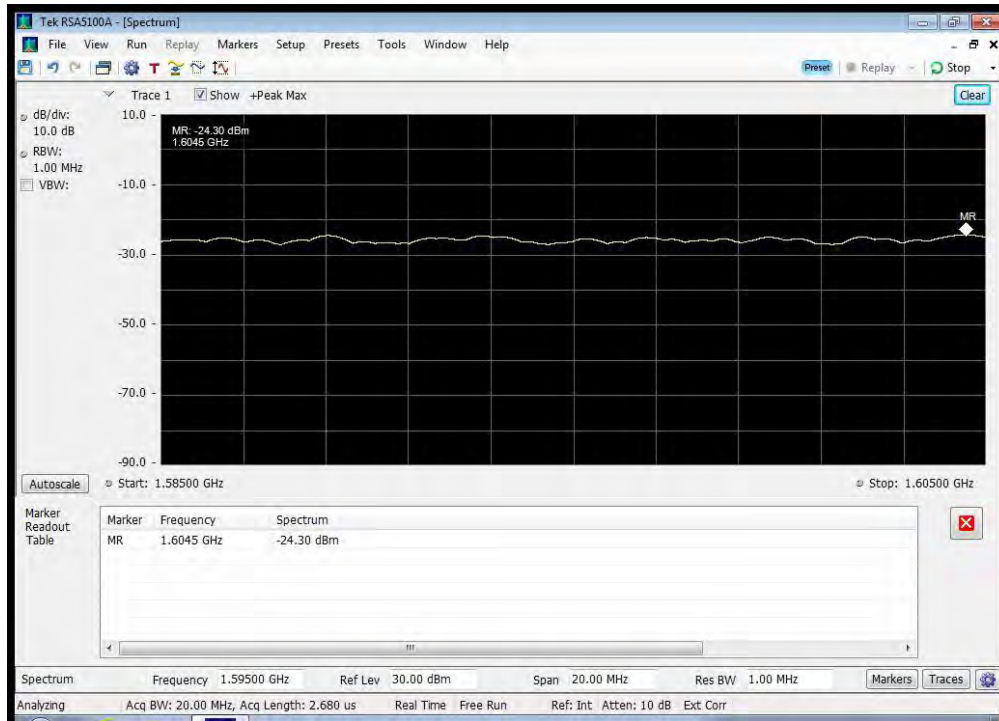 Tek RSA5100A - [Spectrum]
File View Run Replay Markers Setup Presets Tools Window Help
T
Preset Replay Stop
Trace 1 Show +Peak Max Clear
dB/div:
10.0 dB
RBW:
1.00 MHz
VBW:
10.0
-10.0
-30.0
-50.0
-70.0
-90.0
MR: -24.30 dBm
1.6045 GHz
MR
Autoscale Start: 1.58500 GHz Stop: 1.60500 GHz
Marker
Readout
Table
Marker Frequency Spectrum
MR 1.6045 GHz -24.30 dBm
Spectrum Frequency 1.59500 GHz Ref Lev 30.00 dBm Span 20.00 MHz Res BW 1.00 MHz Markers Traces
Analyzing Acq BW: 20.00 MHz, Acq Length: 2.680 us Real Time Free Run Ref: Int Atten: 10 dB Ext Corr